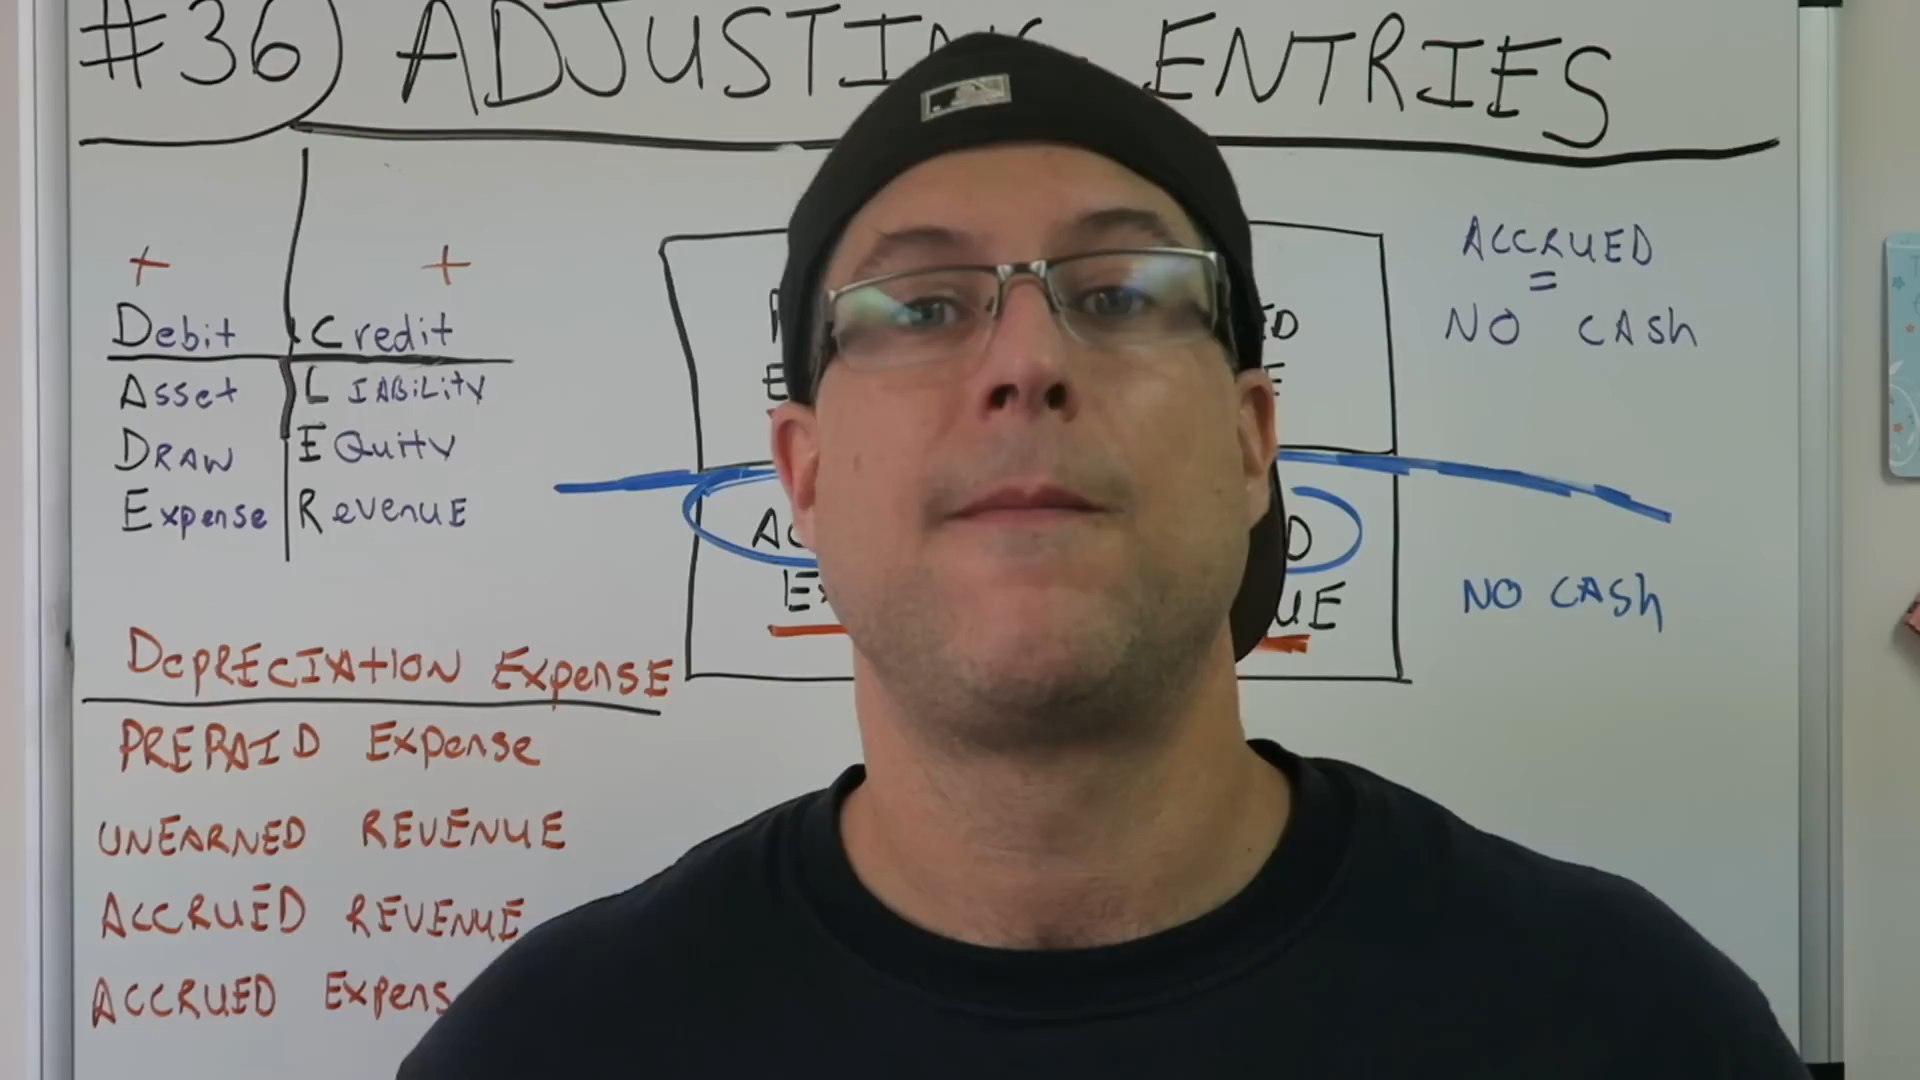 #36) ADJUSTING ENTRIES
+ +
Debit Credit
Asset LIABILITY
DRAW EQUITY
Expense REVENUE
DEPRECIATION EXPENSE
PREPAID Expense
UNEARNED REVENUE
ACCRUED REVENUE
ACCRUED Expens
ACCRUED
=
NO CASH
NO CASH